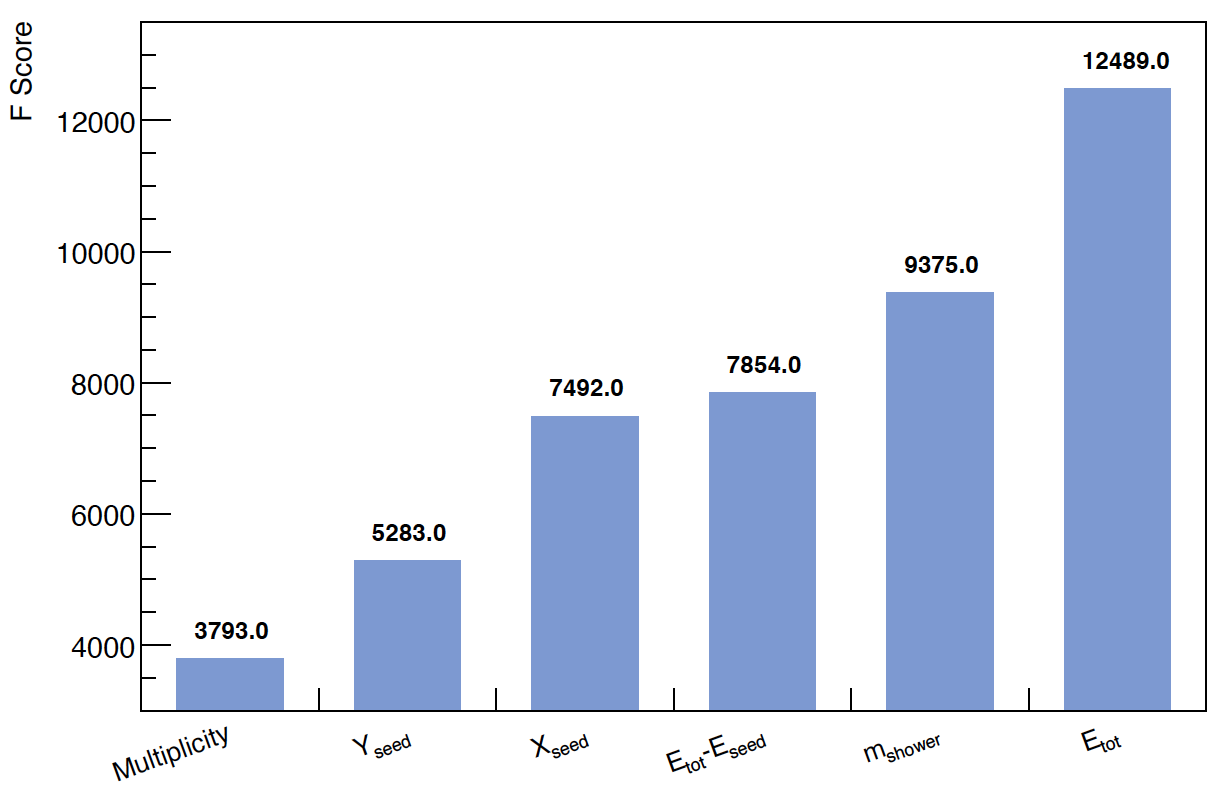 F Score
12000
10000
8000
6000
4000
3793.0
5283.0
7492.0
7854.0
9375.0
12489.0
Multiplicity
Yseed
Xseed
Etot-Eseed
mshower
Etot